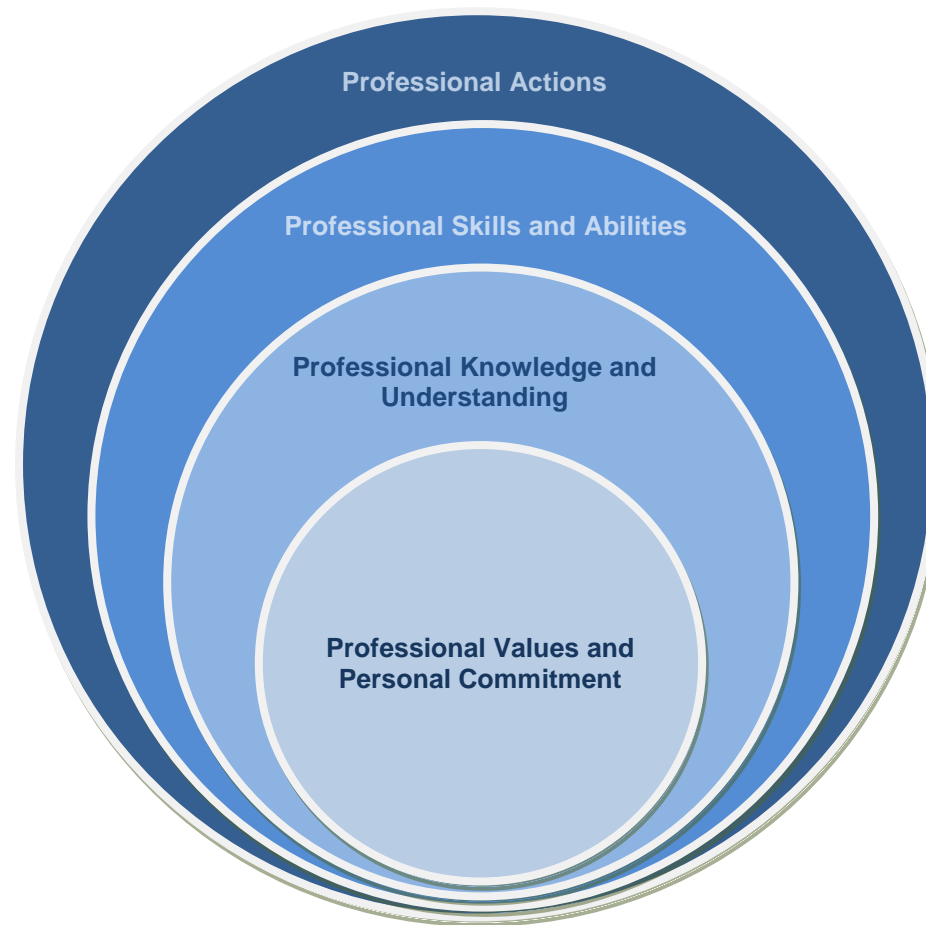 Professional Actions
Professional Skills and Abilities
Professional Knowledge and
Understanding
Professional Values and
Personal Commitment